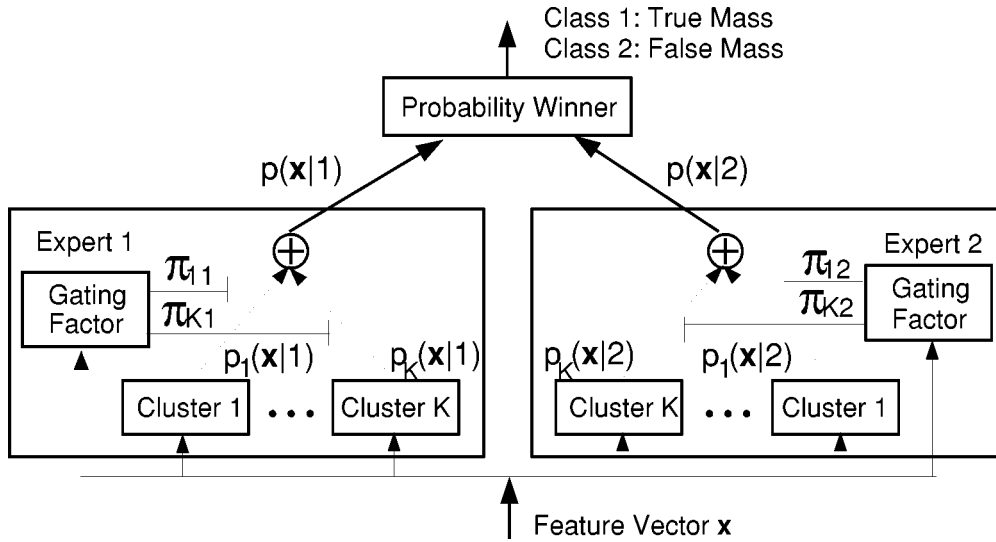 Class 1: True Mass
Class 2: False Mass
Probability Winner
p(x|1)
p(x|2)
Expert 1
Gating
Factor
π11
πK1
p1(x|1)
pK(x|1)
Cluster 1
...
Cluster K
Expert 2
Gating
Factor
π12
πK2
pK(x|2)
p1(x|2)
Cluster K
...
Cluster 1
Feature Vector x